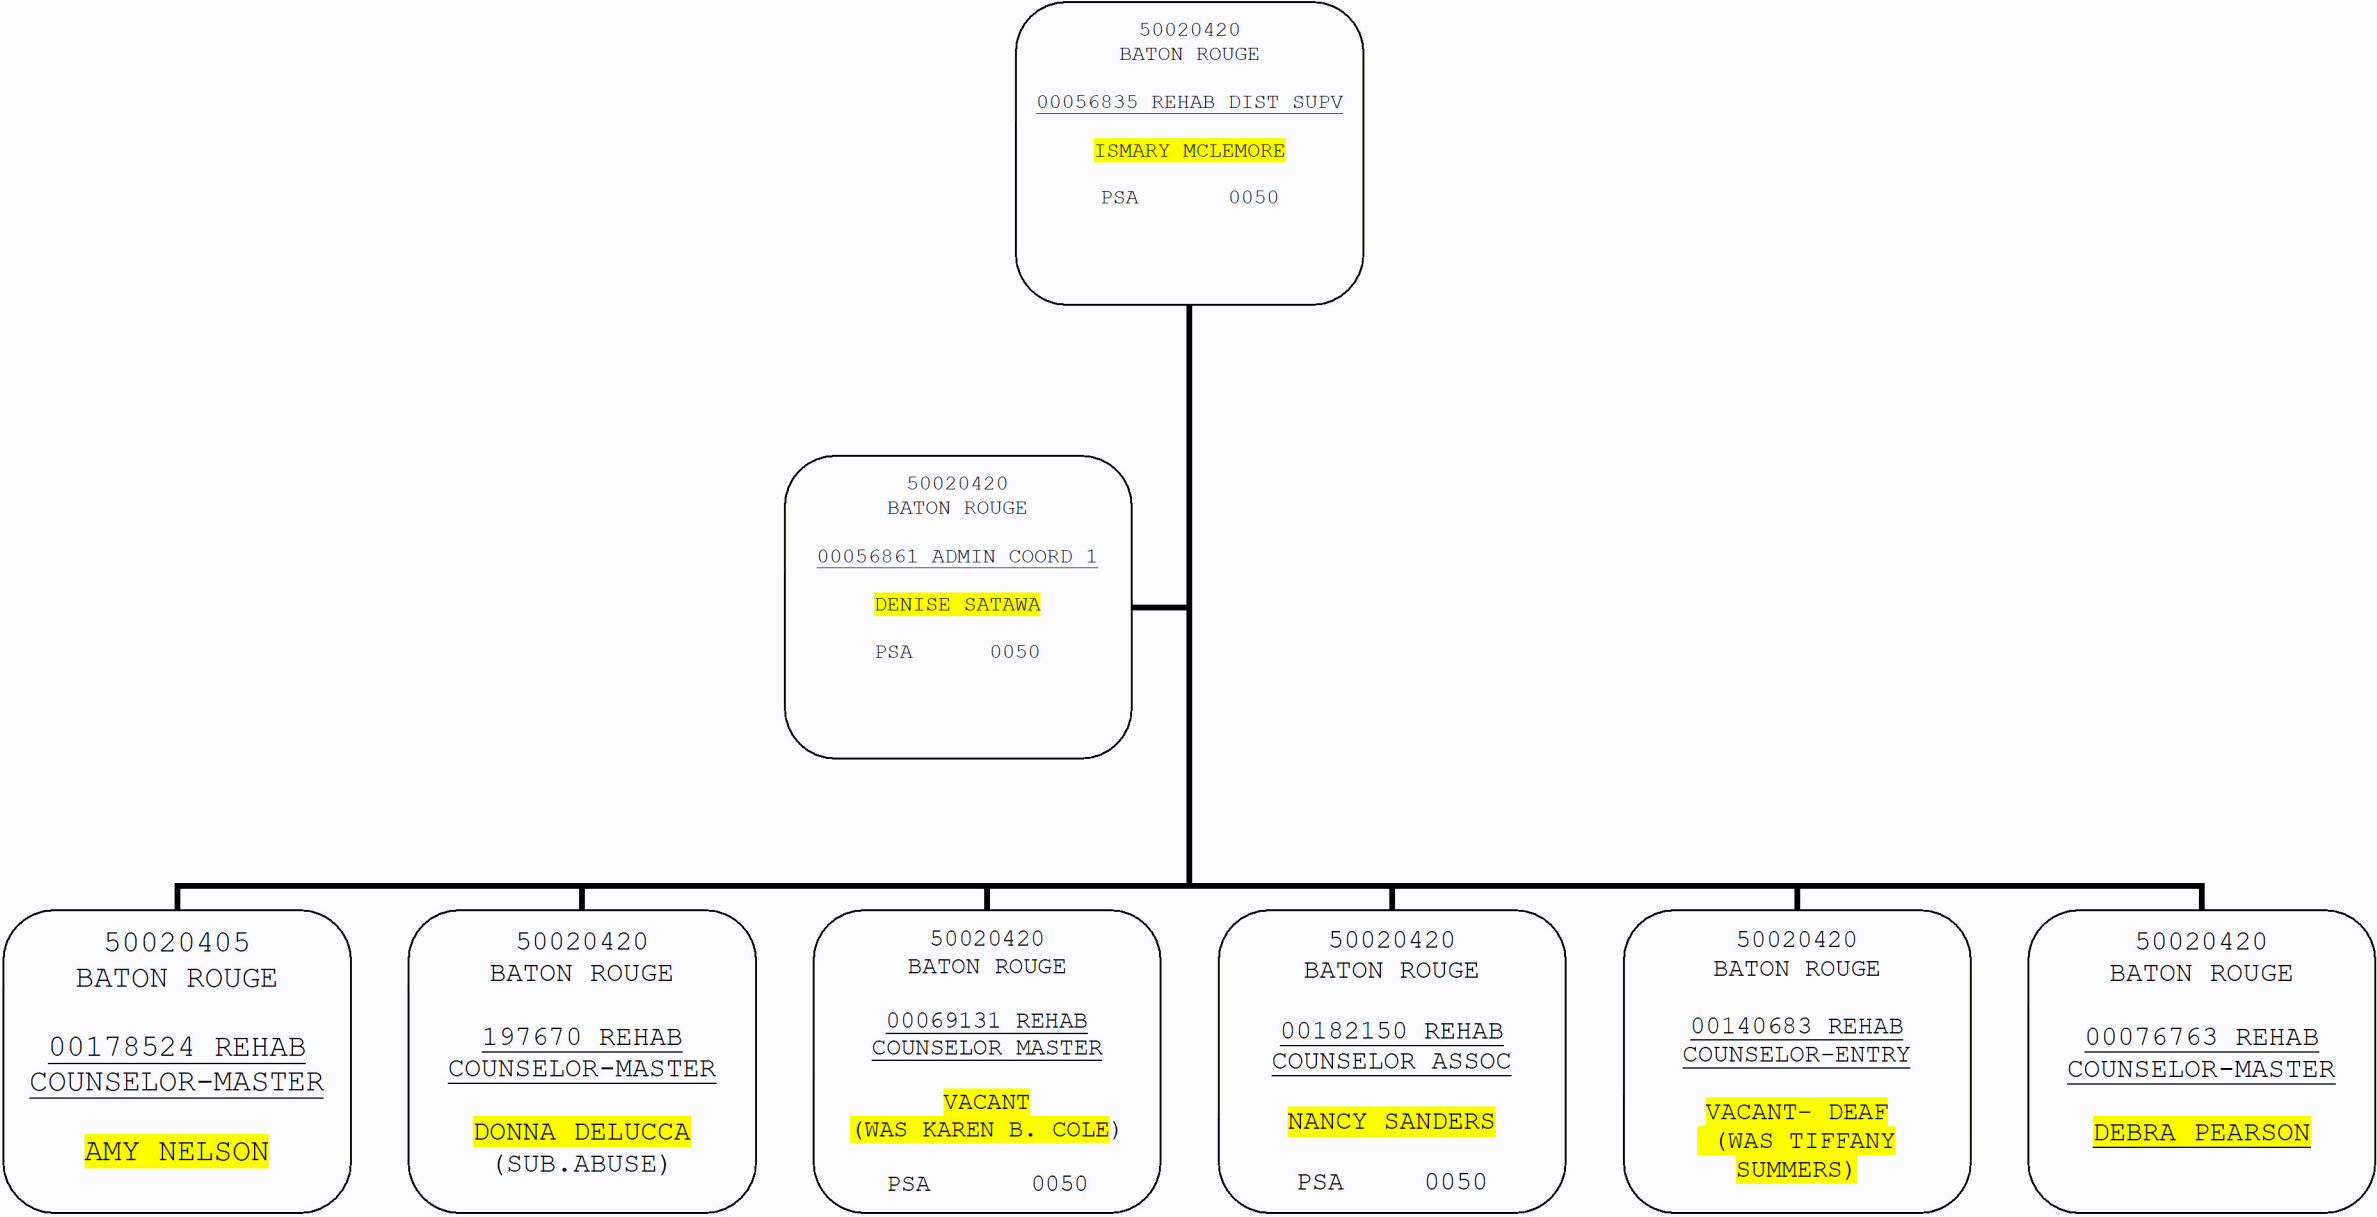 50020420
BATON ROUGE
00056835 REHAB DIST SUPV
ISMARY MCLEMORE
PSA 0050
50020420
BATON ROUGE
00056861 ADMIN COORD 1
DENISE SATAWA
PSA 0050
50020405
BATON ROUGE
00178524 REHAB
COUNSELOR-MASTER
AMY NELSON
50020420
BATON ROUGE
197670 REHAB
COUNSELOR-MASTER
DONNA DELUCCA
(SUB.ABUSE)
50020420
BATON ROUGE
00069131 REHAB
COUNSELOR MASTER
VACANT
(WAS KAREN B. COLE)
PSA 0050
50020420
BATON ROUGE
00182150 REHAB
COUNSELOR ASSOC
NANCY SANDERS
PSA 0050
50020420
BATON ROUGE
00140683 REHAB
COUNSELOR-ENTRY
VACANT- DEAF
(WAS TIFFANY
SUMMERS)
50020420
BATON ROUGE
00076763 REHAB
COUNSELOR-MASTER
DEBRA PEARSON